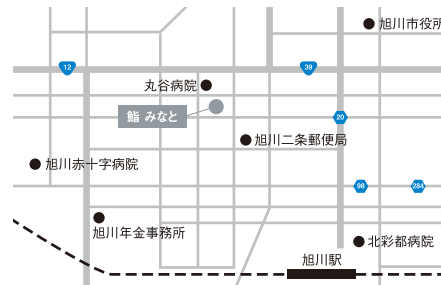 旭川市役所
12
39
丸谷病院
鮨 みなと
20
旭川二条郵便局
旭川赤十字病院
98
284
旭川年金事務所
北彩都病院
旭川駅